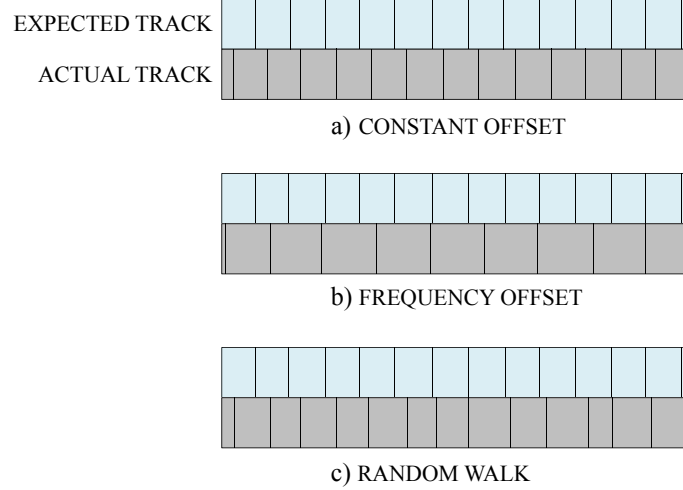 EXPECTED TRACK
ACTUAL TRACK
a) CONSTANT OFFSET
b) FREQUENCY OFFSET
c) RANDOM WALK